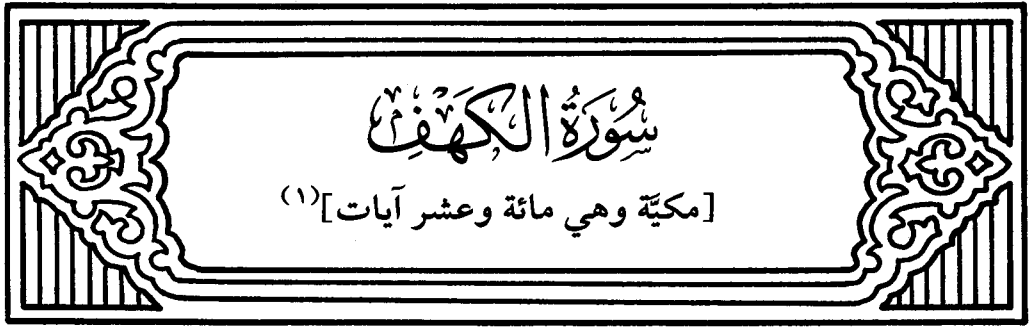 سُورَةُ الكَهْفِ
[مكيَّة وهي مائة وعشر آيات](١)